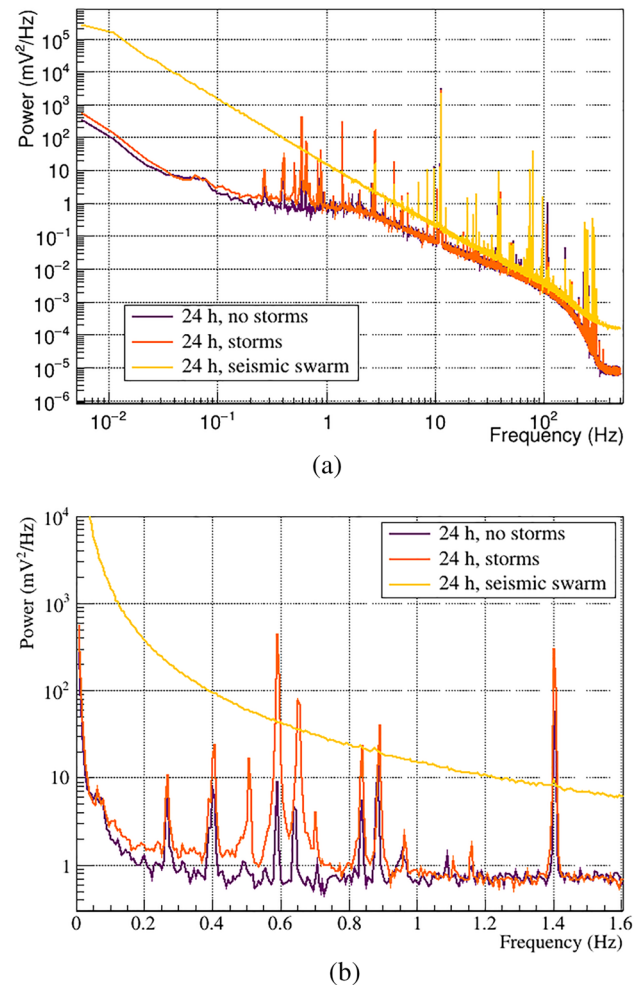 Power (mV²/Hz)
10⁵
10⁴
10³
10²
10
1
10⁻¹
10⁻²
10⁻³
10⁻⁴
10⁻⁵
10⁻⁶
24 h, no storms
24 h, storms
24 h, seismic swarm
10⁻² 10⁻¹ 1 10 10²
Frequency (Hz)
(a)
Power (mV²/Hz)
10⁴
10³
10²
10
1
24 h, no storms
24 h, storms
24 h, seismic swarm
0 0.2 0.4 0.6 0.8 1 1.2 1.4 1.6
Frequency (Hz)
(b)